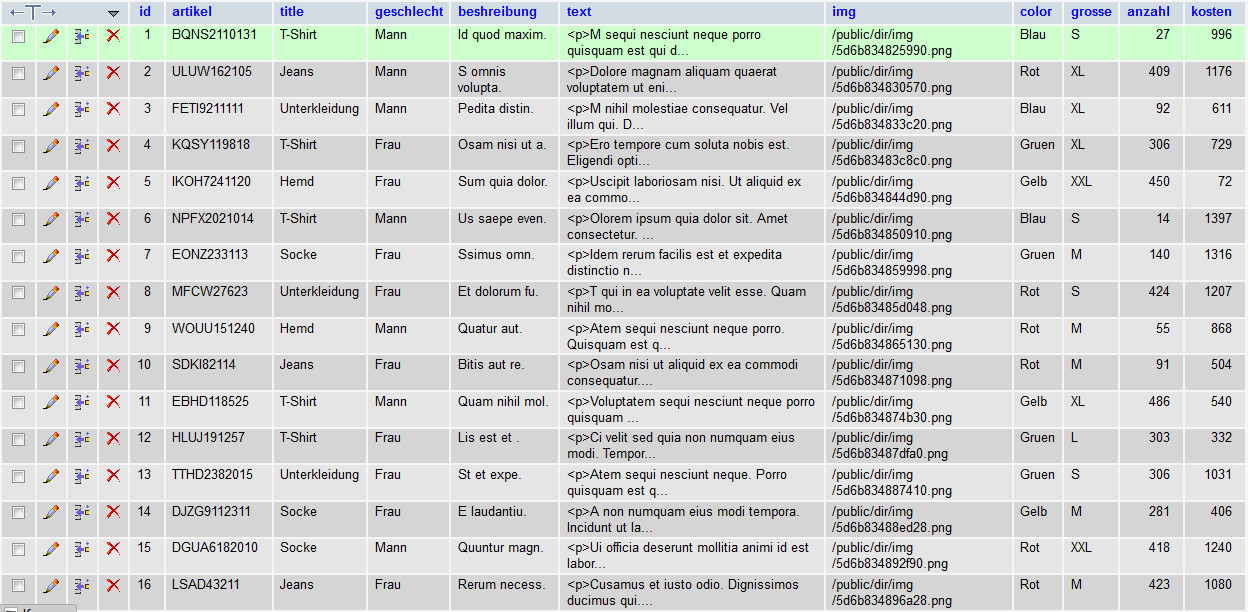 id artikel title geschlecht beshreibung text img color grosse anzahl kosten
1 BQNS2110131 T-Shirt Mann Id quod maxim. <p>M sequi nesciunt neque porro /public/dir/img Blau S 27 996
quisquam est qui d... /5d6b834825990.png
2 ULUW162105 Jeans Mann S omnis <p>Dolore magnam aliquam quaerat /public/dir/img Rot XL 409 1176
volupta. voluptatem ut eni... /5d6b834830570.png
3 FETI9211111 Unterkleidung Mann Pedita distin. <p>M nihil molestiae consequatur. Vel /public/dir/img Blau XL 92 611
illum qui. D... /5d6b834833c20.png
4 KQSY119818 T-Shirt Frau Osam nisi ut a. <p>Ero tempore cum soluta nobis est. /public/dir/img Gruen XL 306 729
Eligendi opti... /5d6b83483c8c0.png
5 IKOH7241120 Hemd Frau Sum quia dolor. <p>Uscipit laboriosam nisi. Ut aliquid ex /public/dir/img Gelb XXL 450 72
ea commo... /5d6b834844d90.png
6 NPFX2021014 T-Shirt Mann Us saepe even. <p>Olorem ipsum quia dolor sit. Amet /public/dir/img Blau S 14 1397
consectetur. ... /5d6b834850910.png
7 EONZ233113 Socke Frau Ssimus omn. <p>Idem rerum facilis est et expedita /public/dir/img Gruen M 140 1316
distinctio n... /5d6b834859998.png
8 MFCW27623 Unterkleidung Frau Et dolorum fu. <p>T qui in ea voluptate velit esse. Quam /public/dir/img Rot S 424 1207
nihil mo... /5d6b83485d048.png
9 WOUU151240 Hemd Mann Quatur aut. <p>Atem sequi nesciunt neque porro. /public/dir/img Rot M 55 868
Quisquam est q... /5d6b834865130.png
10 SDKI82114 Jeans Mann Bitis aut re. <p>Osam nisi ut aliquid ex ea commodi /public/dir/img Rot M 91 504
consequatur.... /5d6b834871098.png
11 EBHD118525 T-Shirt Mann Quam nihil mol. <p>Voluptatem sequi nesciunt neque porro /public/dir/img Gelb XL 486 540
quisquam ... /5d6b834874b30.png
12 HLUJ191257 T-Shirt Frau Lis est et . <p>Ci velit sed quia non numquam eius /public/dir/img Gruen L 303 332
modi. Tempor... /5d6b83487dfa0.png
13 TTHD2382015 Unterkleidung Frau St et expe. <p>Atem sequi nesciunt neque. Porro /public/dir/img Gruen S 306 1031
quisquam est q... /5d6b834887410.png
14 DJZG9112311 Socke Frau E laudantiu. <p>A non numquam eius modi tempora. /public/dir/img Gelb M 281 406
Incidunt ut la... /5d6b83488ed28.png
15 DGUA6182010 Socke Mann Quuntur magn. <p>Ui officia deserunt mollitia animi id est /public/dir/img Rot XXL 418 1240
labor... /5d6b834892f90.png
16 LSAD43211 Jeans Frau Rerum necess. <p>Cusamus et iusto odio. Dignissimos /public/dir/img Rot M 423 1080
ducimus qui.... /5d6b834896a28.png